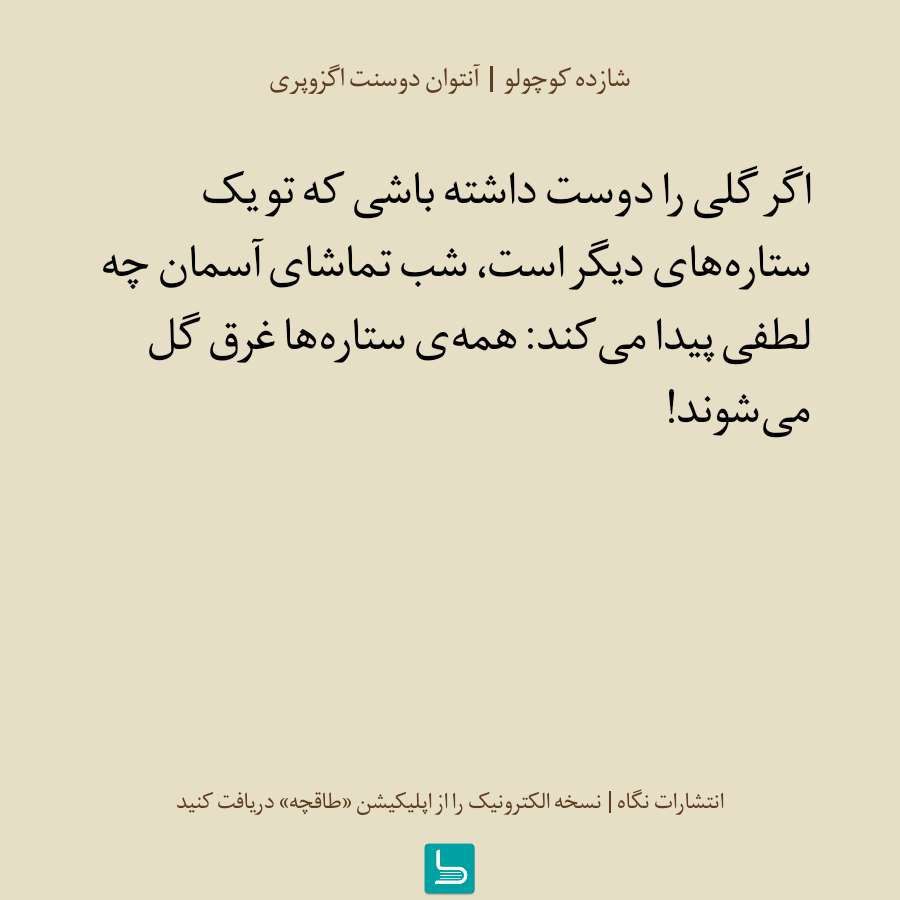 شازده کوچولو | آنتوان دوسنت اگزوپری
اگر گلی را دوست داشته باشی که تو یک
ستاره‌های دیگر است، شب تماشای آسمان چه
لطفی پیدا می‌کند: همه‌ی ستاره‌ها غرق گل
می‌شوند!
انتشارات نگاه | نسخه الکترونیک را از اپلیکیشن «طاقچه» دریافت کنید